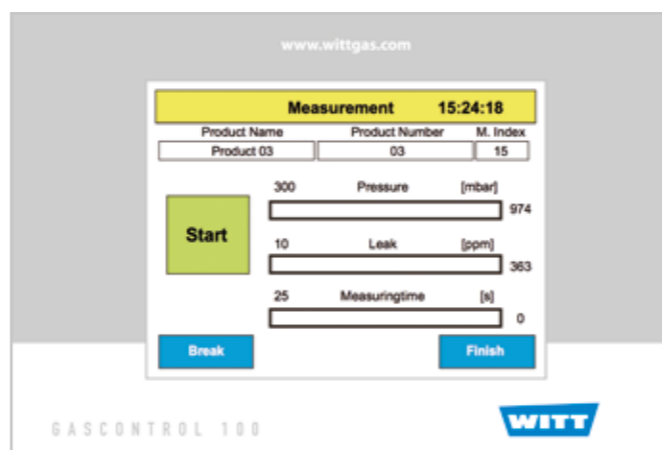 www.wittgas.com
Measurement 15:24:18
Product Name Product Number M. Index
Product 03 03 15
300 Pressure [mbar]
974
Start
10 Leak [ppm]
363
25 Measuringtime [s]
0
Break Finish
GASCONTROL 100
WITT